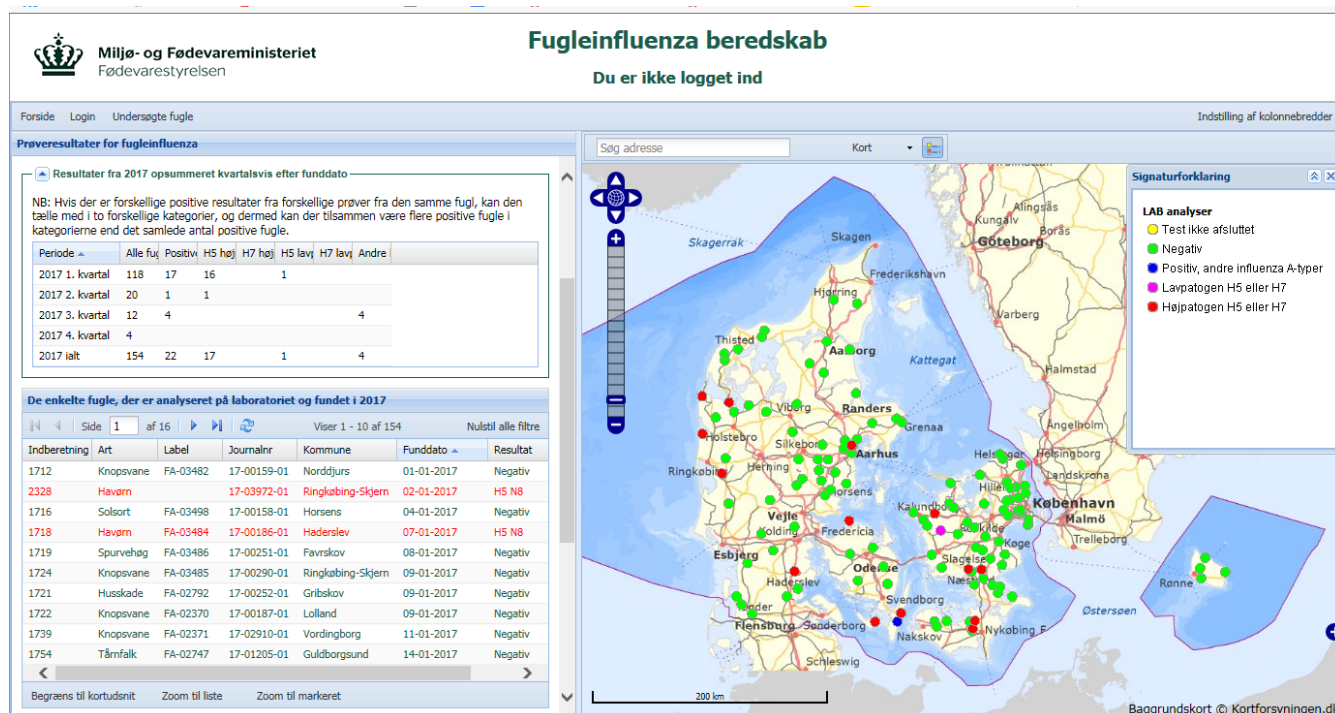 Miljø- og Fødevareministeriet
Fødevarestyrelsen
Fugleinfluenza beredskab
Du er ikke logget ind
Forside Login Undersøgte fugle Indstilling af kolonnebredder
Prøveresultater for fugleinfluenza
Resultater fra 2017 opsummeret kvartalsvis efter funddato
NB: Hvis der er forskellige positive resultater fra forskellige prøver fra den samme fugl, kan den
tælle med i to forskellige kategorier, og dermed kan der tilsammen være flere positive fugle i
kategorierne end det samlede antal positive fugle.
Periode Alle fug Positive H5 høj H7 høj H5 lavp H7 lavp Andre
2017 1. kvartal 118 17 16 1
2017 2. kvartal 20 1 1
2017 3. kvartal 12 4 4
2017 4. kvartal 4
2017 ialt 154 22 17 1 4
De enkelte fugle, der er analyseret på laboratoriet og fundet i 2017
Side 1 af 16 Viser 1 - 10 af 154 Nulstil alle filtre
Indberetning Art Label Journalnr Kommune Funddato Resultat
1712 Knopsvane FA-03482 17-00159-01 Norddjurs 01-01-2017 Negativ
2328 Havørn 17-03972-01 Ringkøbing-Skjern 02-01-2017 H5 N8
1716 Solsort FA-03498 17-00158-01 Horsens 04-01-2017 Negativ
1718 Havørn FA-03484 17-00186-01 Haderslev 07-01-2017 H5 N8
1719 Spurvehøg FA-03486 17-00251-01 Favrskov 08-01-2017 Negativ
1724 Knopsvane FA-03485 17-00290-01 Ringkøbing-Skjern 09-01-2017 Negativ
1721 Husskade FA-02792 17-00252-01 Gribskov 09-01-2017 Negativ
1722 Knopsvane FA-02370 17-00187-01 Lolland 09-01-2017 Negativ
1739 Knopsvane FA-02371 17-02910-01 Vordingborg 11-01-2017 Negativ
1754 Tårnfalk FA-02747 17-01205-01 Guldborgsund 14-01-2017 Negativ
Begræns til kortudsnit Zoom til liste Zoom til markeret
Søg adresse Kort
Signaturforklaring
LAB analyser
Test ikke afsluttet
Negativ
Positiv, andre influenza A-typer
Lavpatogen H5 eller H7
Højpatogen H5 eller H7
Alingsås
Kungälv
Borås
Göteborg
Skagerrak
Skagen
Frederikshavn
Hjørring
Varberg
Thisted
Aalborg
Kattegat
Halmstad
Viborg
Randers
Grenaa
Holstebro
Ängelholm
Silkeborg
Aarhus
Helsingør
Helsingborg
Ringkøbing
Herning
Landskrona
Hillerød
Horsens
Kalundborg
København
Vejle
Malmö
Kolding
Fredericia
Roskilde
Køge
Trelleborg
Esbjerg
Slagelse
Odense
Haderslev
Næstved
Rønne
Tønder
Svendborg
Østersøen
Flensborg
Sønderborg
Nakskov
Nykøbing F
Schleswig
200 km
Baggrundskort © Kortforsyningen.dk